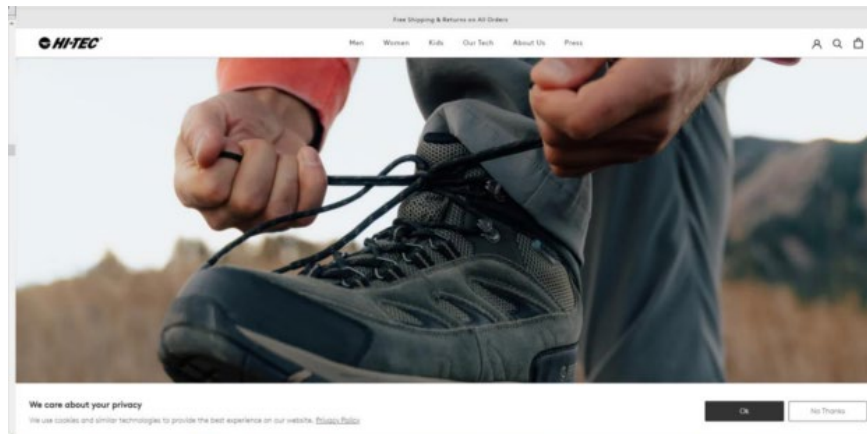 Free Shipping & Returns on All Orders
HI-TEC
Men Women Kids Our Tech About Us Press
We care about your privacy
We use cookies and similar technologies to provide the best experience on our website. Privacy Policy
Ok No Thanks